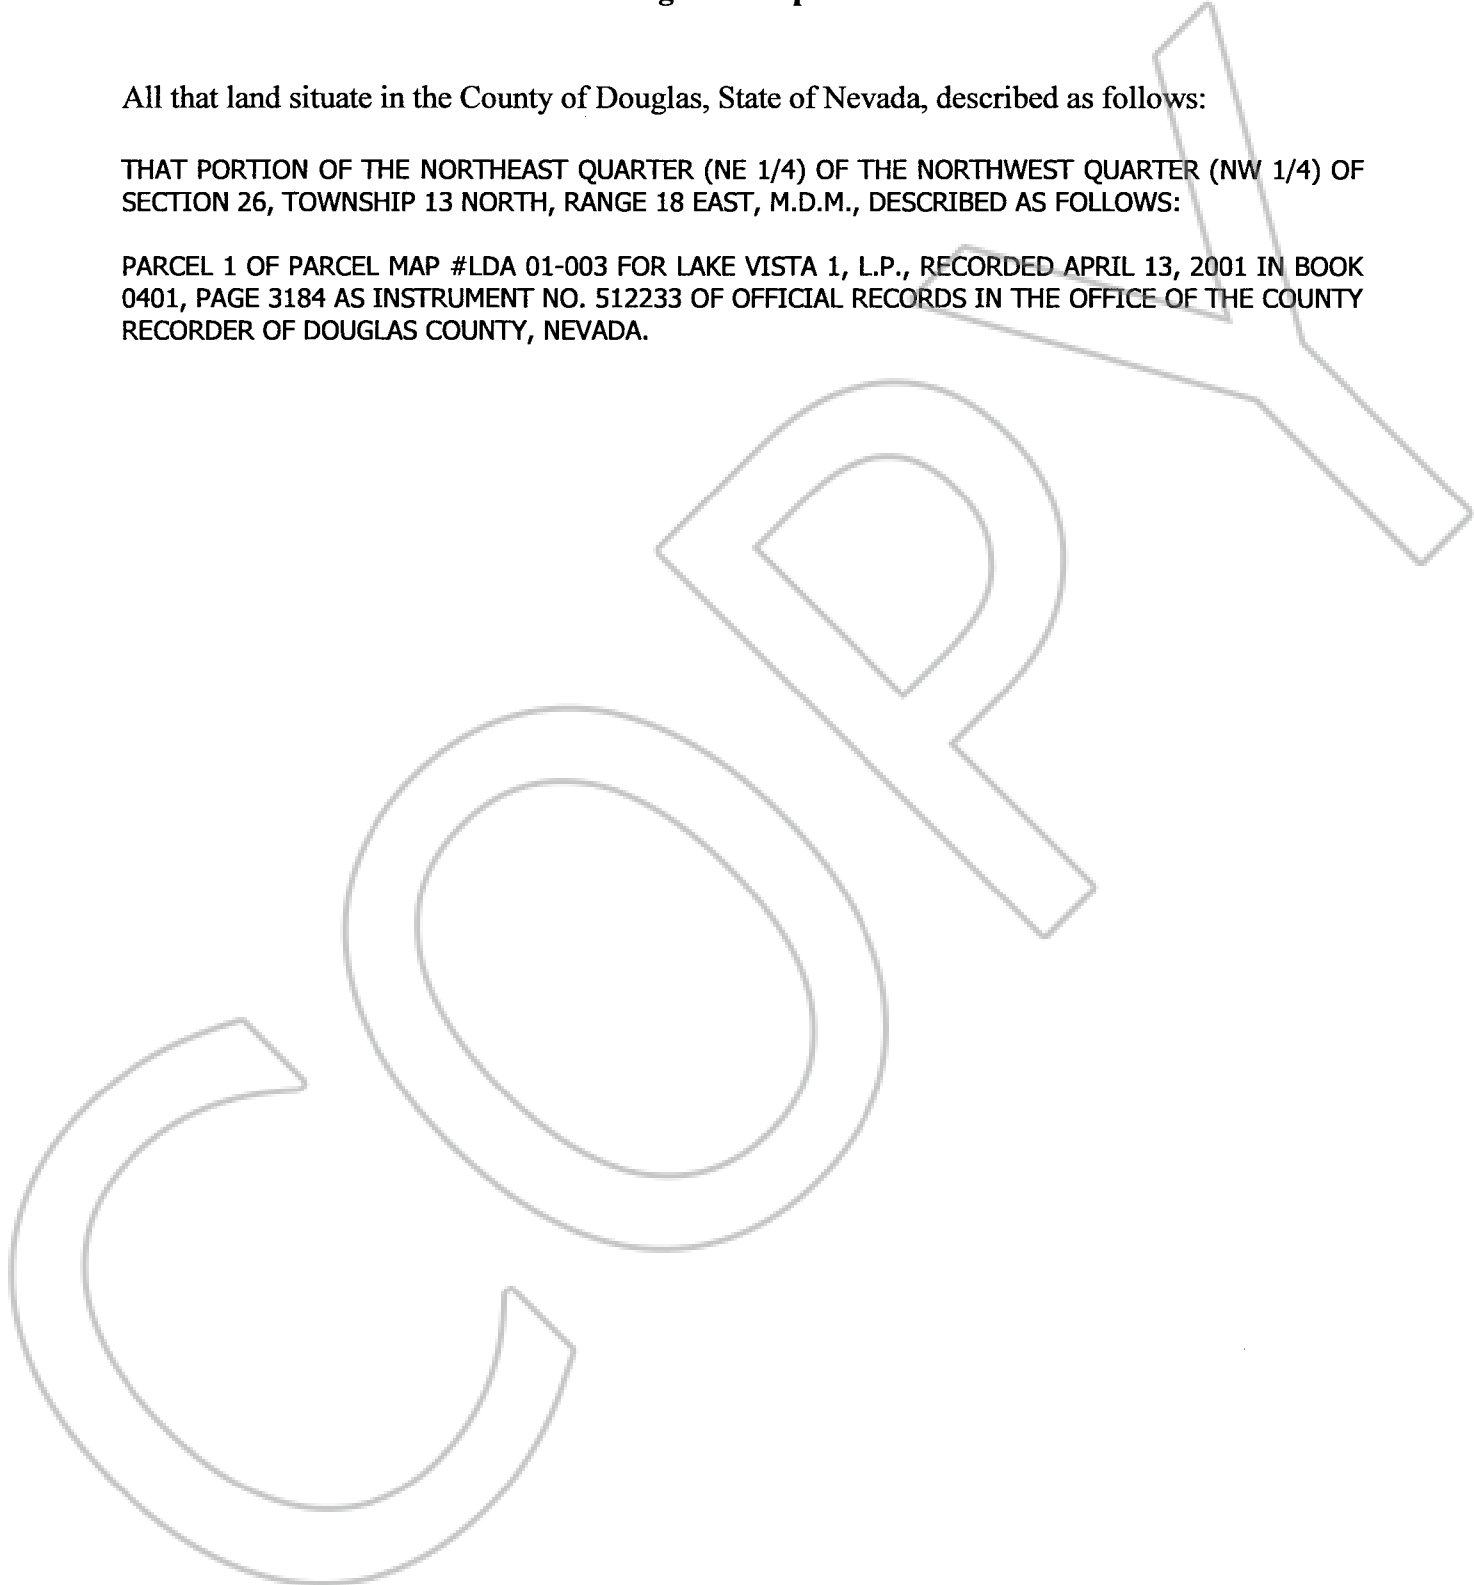 All that land situate in the County of Douglas, State of Nevada, described as follows:
THAT PORTION OF THE NORTHEAST QUARTER (NE 1/4) OF THE NORTHWEST QUARTER (NW 1/4) OF
SECTION 26, TOWNSHIP 13 NORTH, RANGE 18 EAST, M.D.M., DESCRIBED AS FOLLOWS:
PARCEL 1 OF PARCEL MAP #LDA 01-003 FOR LAKE VISTA 1, L.P., RECORDED APRIL 13, 2001 IN BOOK
0401, PAGE 3184 AS INSTRUMENT NO. 512233 OF OFFICIAL RECORDS IN THE OFFICE OF THE COUNTY
RECORDER OF DOUGLAS COUNTY, NEVADA.
COPY